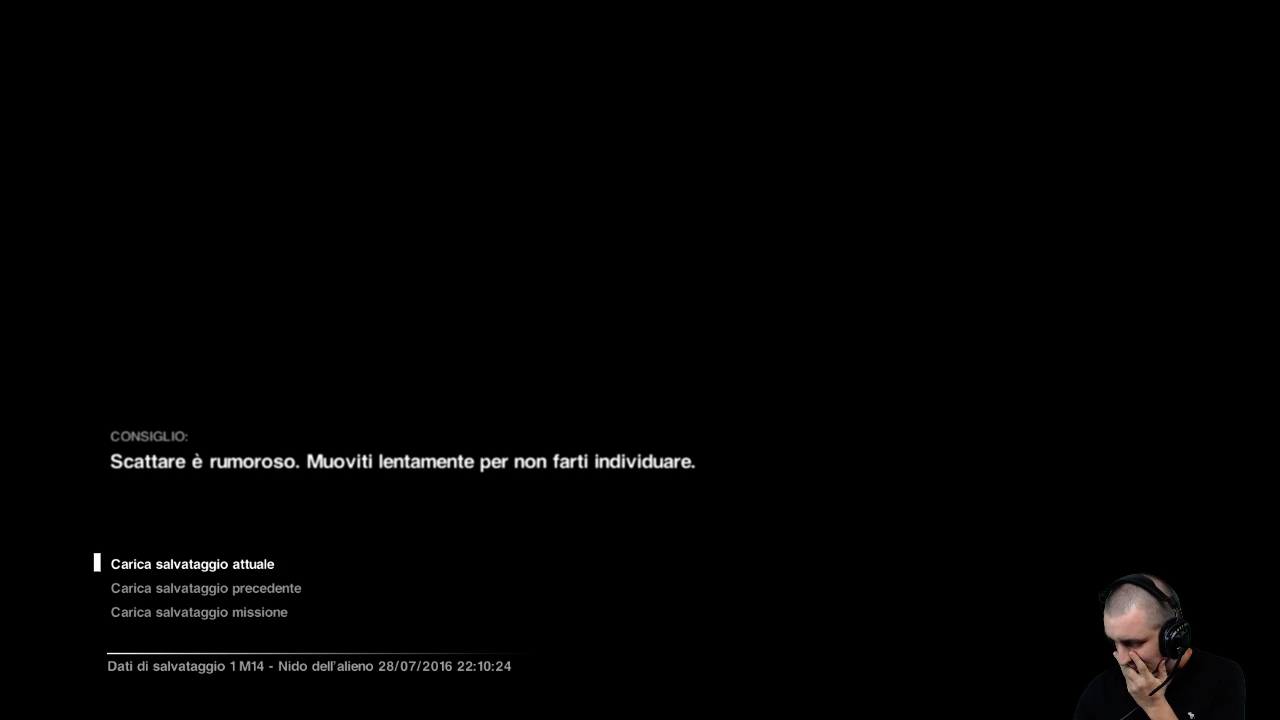 CONSIGLIO:
Scattare è rumoroso. Muoviti lentamente per non farti individuare.
Carica salvataggio attuale
Carica salvataggio precedente
Carica salvataggio missione
Dati di salvataggio 1 M14 - Nido dell'alieno 28/07/2016 22:10:24